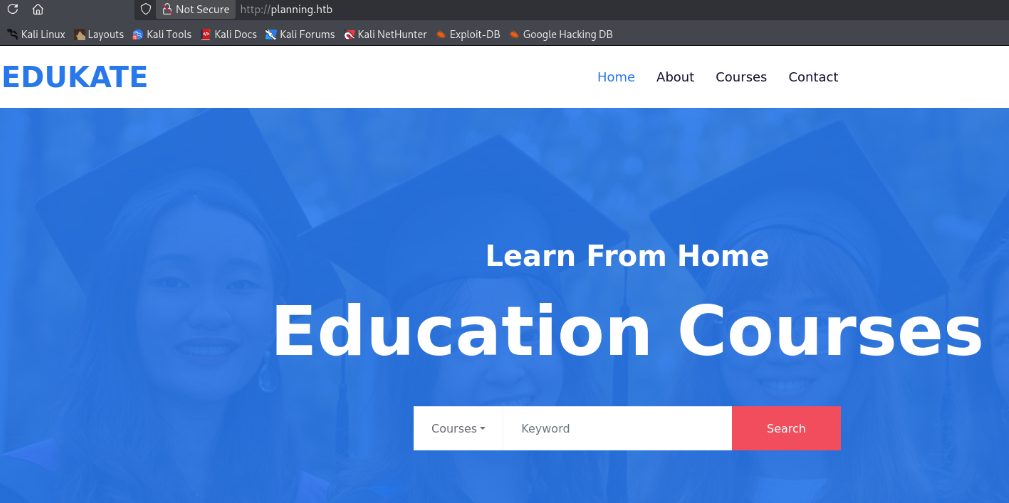 Not Secure http://planning.htb
Kali Linux Layouts Kali Tools Kali Docs Kali Forums Kali NetHunter Exploit-DB Google Hacking DB
EDUKATE Home About Courses Contact
Learn From Home
Education Courses
Courses Keyword Search